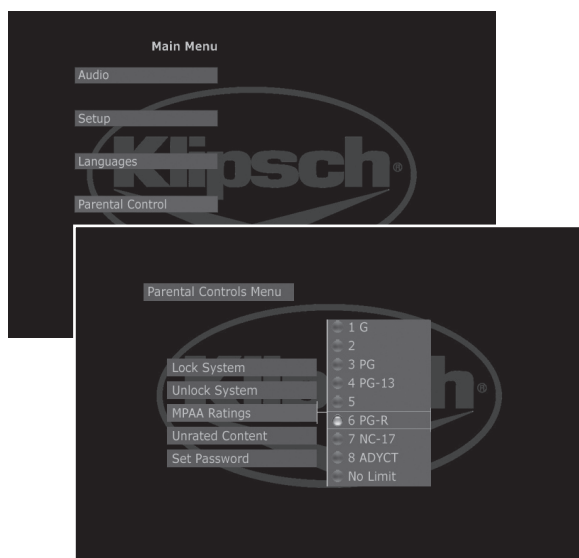 Main Menu
Audio
Setup
Languages
Parental Control
Klipsch®
Parental Controls Menu
Lock System
Unlock System
MPAA Ratings
Unrated Content
Set Password
1 G
2
3 PG
4 PG-13
5
6 PG-R
7 NC-17
8 ADYCT
No Limit
h®